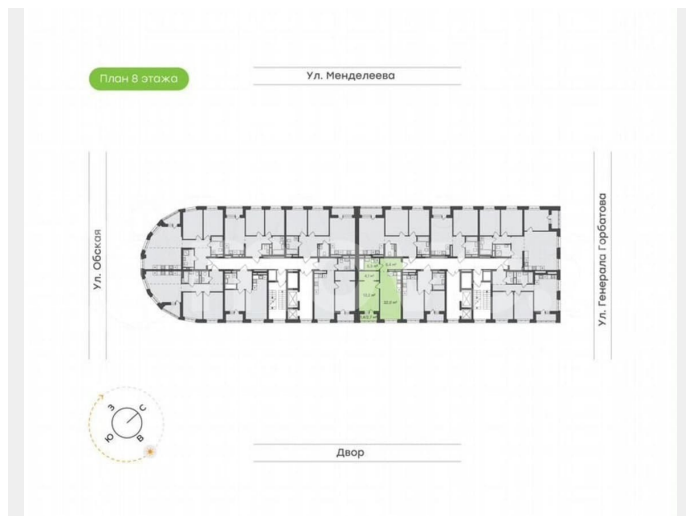 План 8 этажа
Ул. Менделеева
Ул. Обская
Ул. Генерала Горбатова
З
С
Ю
В
Двор